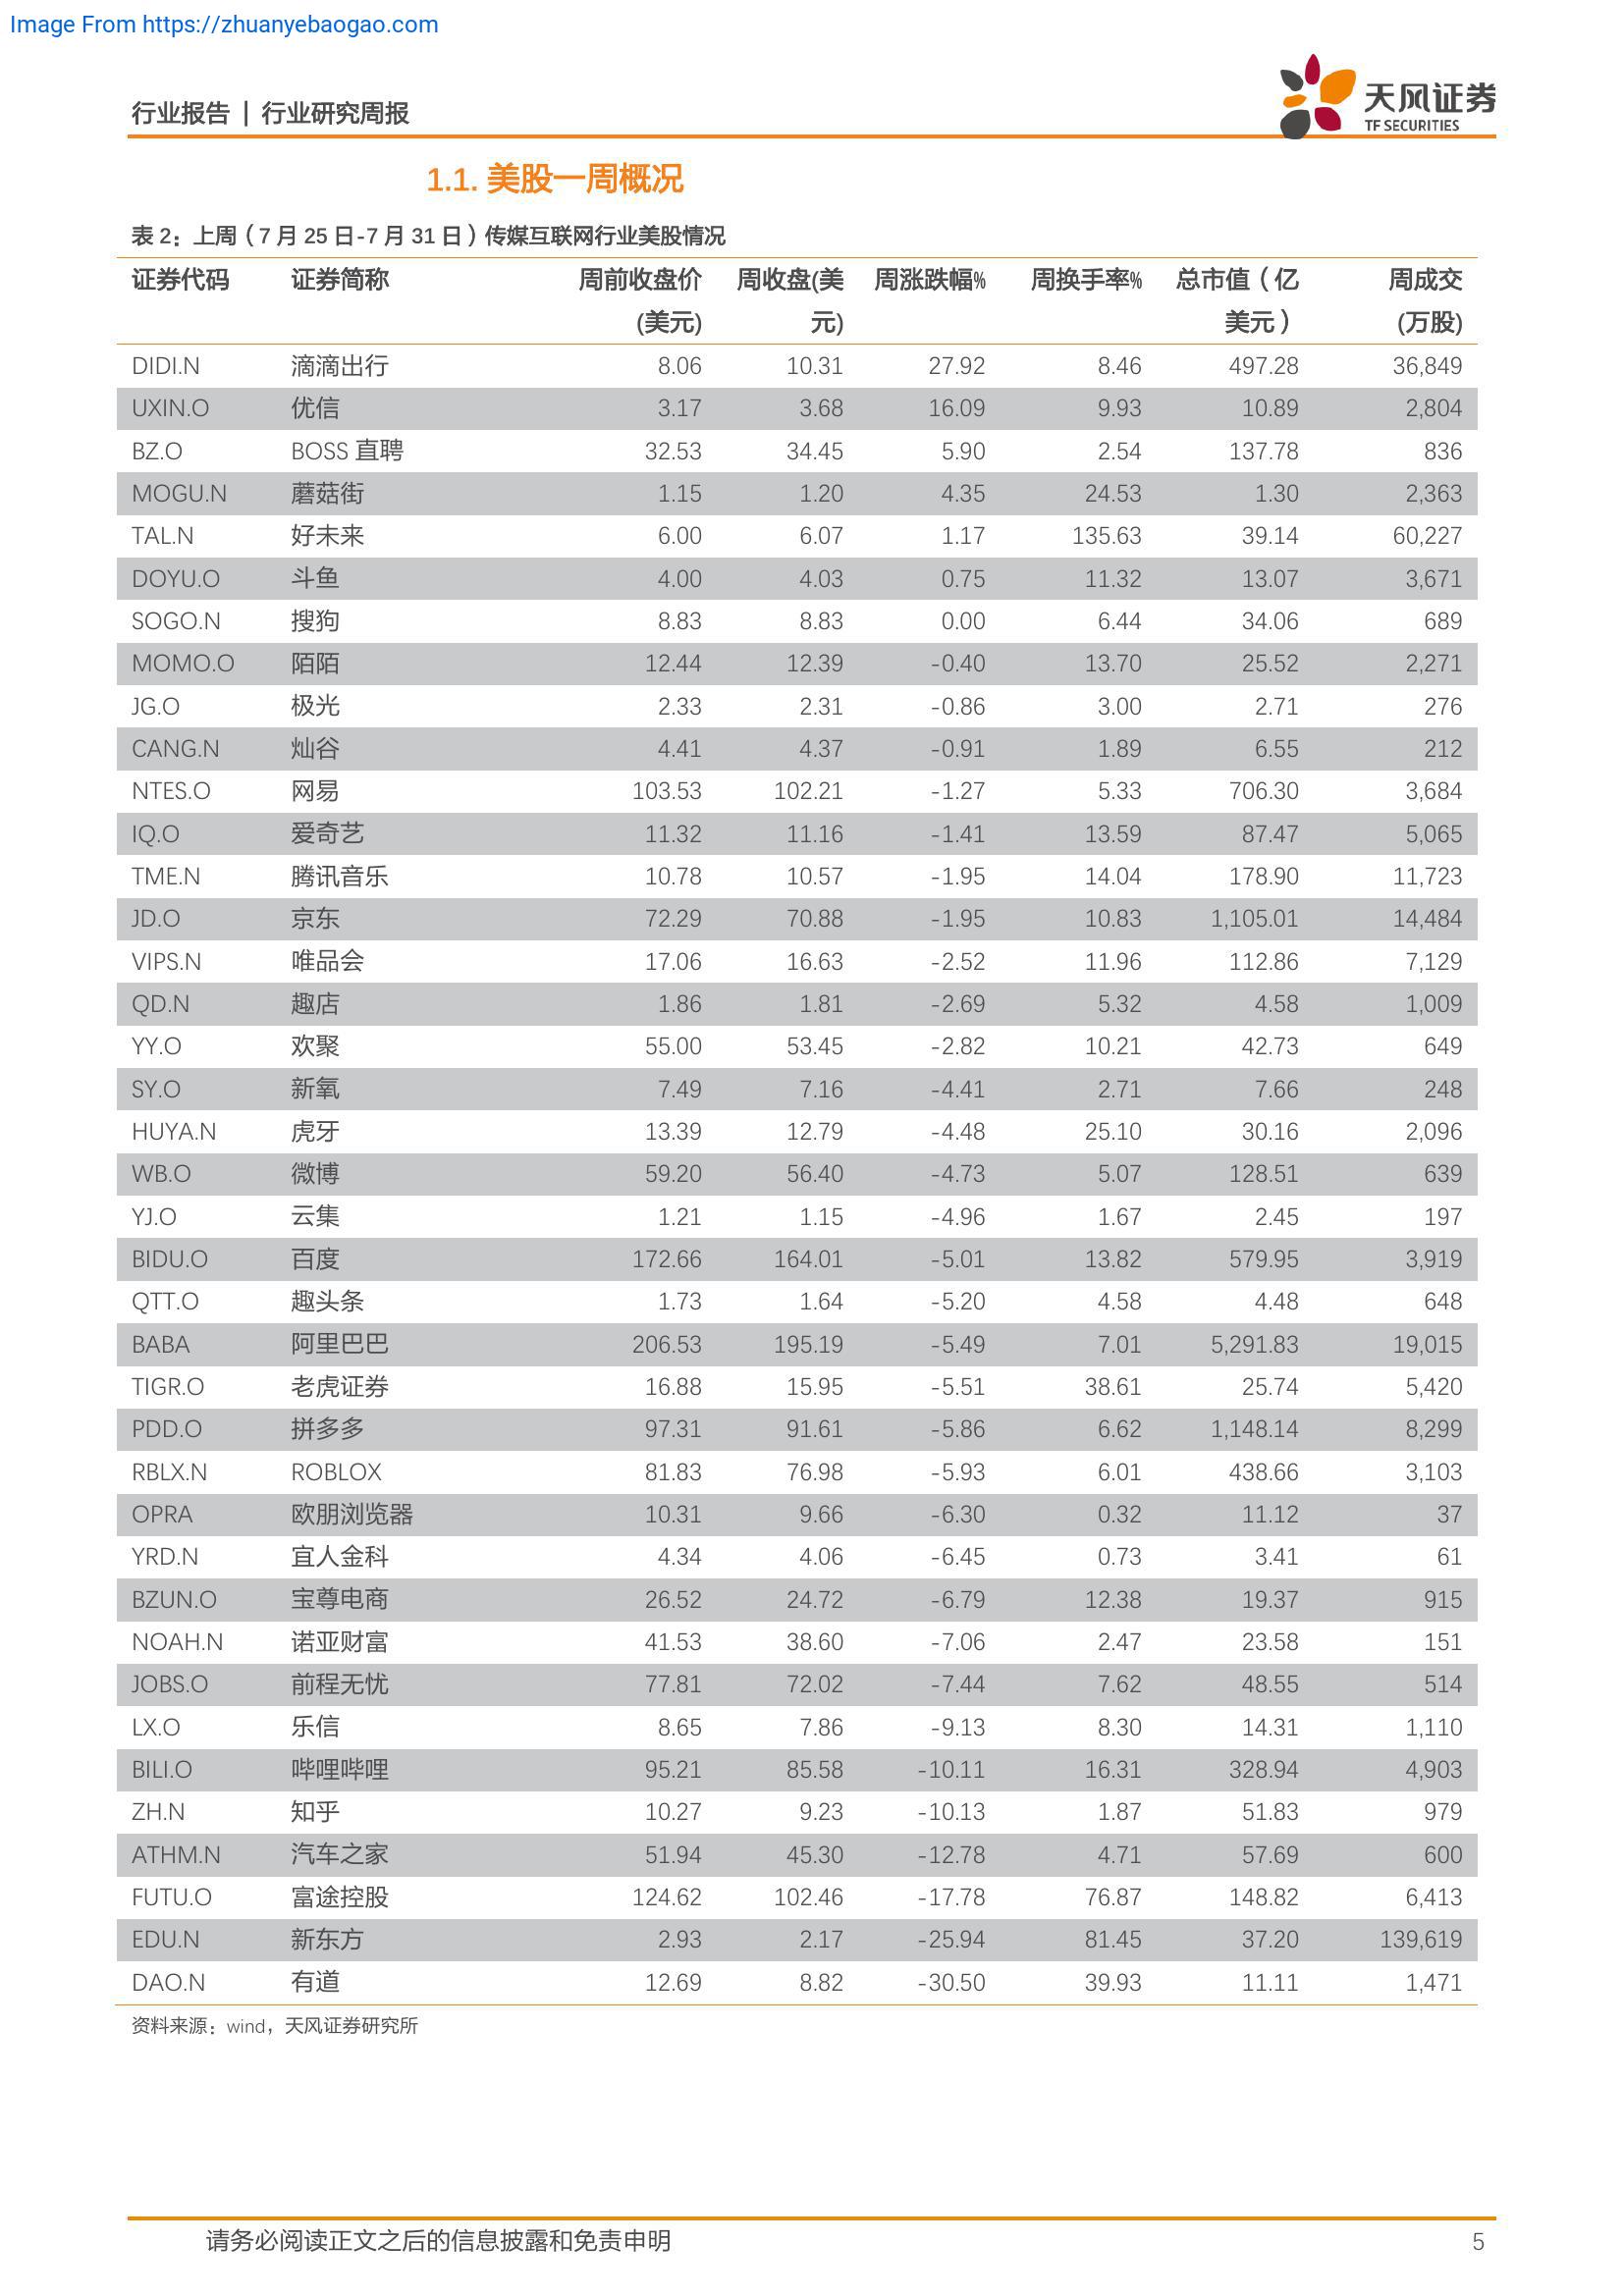 Image From https://zhuanyebaogao.com
行业报告 | 行业研究周报
天风证券
TF SECURITIES
1.1. 美股一周概况
表 2：上周（7 月 25 日-7 月 31 日）传媒互联网行业美股情况
证券代码 证券简称 周前收盘价 周收盘(美 周涨跌幅% 周换手率% 总市值（亿 周成交
(美元) 元) 美元） (万股)
DIDI.N 滴滴出行 8.06 10.31 27.92 8.46 497.28 36,849
UXIN.O 优信 3.17 3.68 16.09 9.93 10.89 2,804
BZ.O BOSS 直聘 32.53 34.45 5.90 2.54 137.78 836
MOGU.N 蘑菇街 1.15 1.20 4.35 24.53 1.30 2,363
TAL.N 好未来 6.00 6.07 1.17 135.63 39.14 60,227
DOYU.O 斗鱼 4.00 4.03 0.75 11.32 13.07 3,671
SOGO.N 搜狗 8.83 8.83 0.00 6.44 34.06 689
MOMO.O 陌陌 12.44 12.39 -0.40 13.70 25.52 2,271
JG.O 极光 2.33 2.31 -0.86 3.00 2.71 276
CANG.N 灿谷 4.41 4.37 -0.91 1.89 6.55 212
NTES.O 网易 103.53 102.21 -1.27 5.33 706.30 3,684
IQ.O 爱奇艺 11.32 11.16 -1.41 13.59 87.47 5,065
TME.N 腾讯音乐 10.78 10.57 -1.95 14.04 178.90 11,723
JD.O 京东 72.29 70.88 -1.95 10.83 1,105.01 14,484
VIPS.N 唯品会 17.06 16.63 -2.52 11.96 112.86 7,129
QD.N 趣店 1.86 1.81 -2.69 5.32 4.58 1,009
YY.O 欢聚 55.00 53.45 -2.82 10.21 42.73 649
SY.O 新氧 7.49 7.16 -4.41 2.71 7.66 248
HUYA.N 虎牙 13.39 12.79 -4.48 25.10 30.16 2,096
WB.O 微博 59.20 56.40 -4.73 5.07 128.51 639
YJ.O 云集 1.21 1.15 -4.96 1.67 2.45 197
BIDU.O 百度 172.66 164.01 -5.01 13.82 579.95 3,919
QTT.O 趣头条 1.73 1.64 -5.20 4.58 4.48 648
BABA 阿里巴巴 206.53 195.19 -5.49 7.01 5,291.83 19,015
TIGR.O 老虎证券 16.88 15.95 -5.51 38.61 25.74 5,420
PDD.O 拼多多 97.31 91.61 -5.86 6.62 1,148.14 8,299
RBLX.N ROBLOX 81.83 76.98 -5.93 6.01 438.66 3,103
OPRA 欧朋浏览器 10.31 9.66 -6.30 0.32 11.12 37
YRD.N 宜人金科 4.34 4.06 -6.45 0.73 3.41 61
BZUN.O 宝尊电商 26.52 24.72 -6.79 12.38 19.37 915
NOAH.N 诺亚财富 41.53 38.60 -7.06 2.47 23.58 151
JOBS.O 前程无忧 77.81 72.02 -7.44 7.62 48.55 514
LX.O 乐信 8.65 7.86 -9.13 8.30 14.31 1,110
BILI.O 哔哩哔哩 95.21 85.58 -10.11 16.31 328.94 4,903
ZH.N 知乎 10.27 9.23 -10.13 1.87 51.83 979
ATHM.N 汽车之家 51.94 45.30 -12.78 4.71 57.69 600
FUTU.O 富途控股 124.62 102.46 -17.78 76.87 148.82 6,413
EDU.N 新东方 2.93 2.17 -25.94 81.45 37.20 139,619
DAO.N 有道 12.69 8.82 -30.50 39.93 11.11 1,471
资料来源：wind，天风证券研究所
请务必阅读正文之后的信息披露和免责申明 5